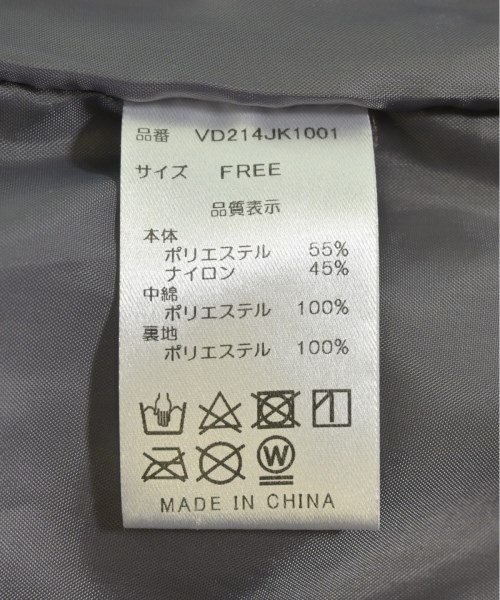 品番 VD214JK1001
サイズ FREE
品質表示
本体
ポリエステル 55%
ナイロン 45%
中綿
ポリエステル 100%
裏地
ポリエステル 100%
W
MADE IN CHINA